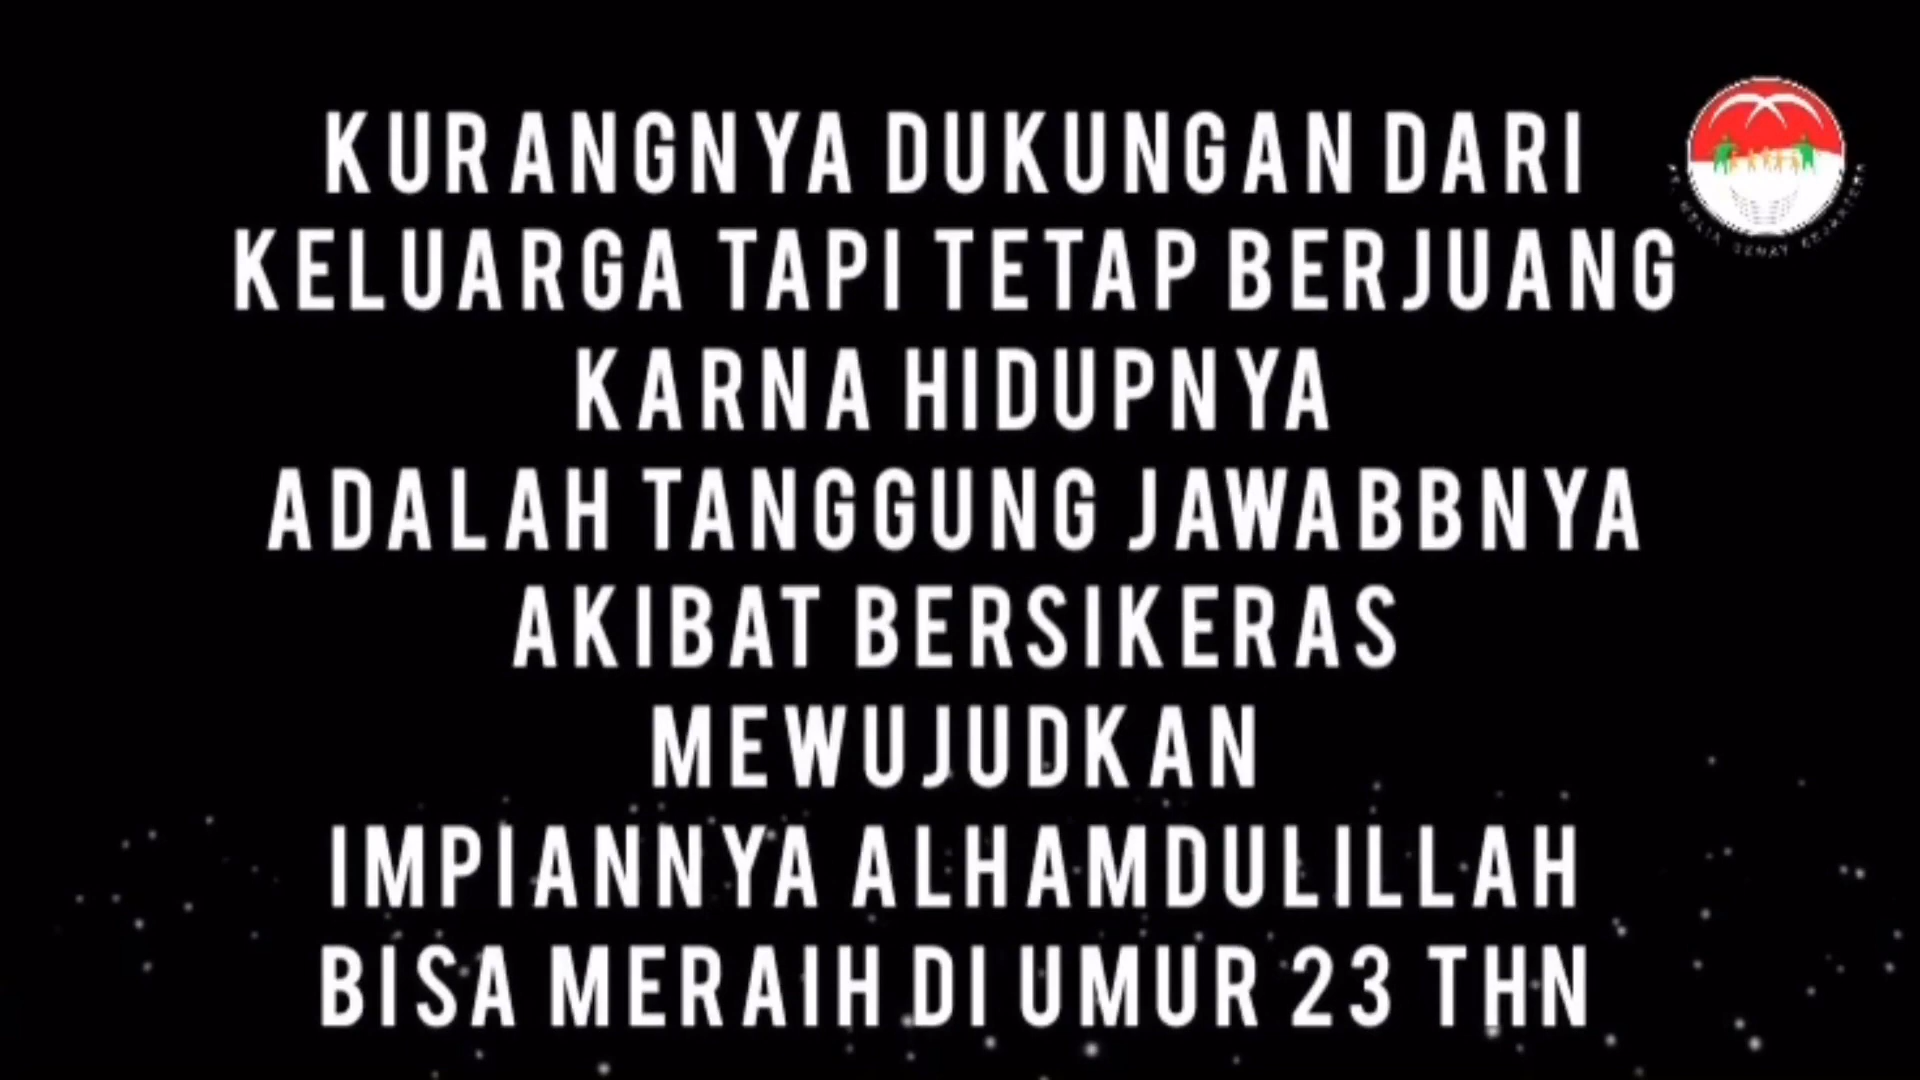 KURANGNYA DUKUNGAN DARI
KELUARGA TAPI TETAP BERJUANG
KARNA HIDUPNYA
ADALAH TANGGUNG JAWABBNYA
AKIBAT BERSIKERAS
MEWUJUDKAN
IMPIANNYA ALHAMDULILLAH
BISA MERAIH DI UMUR 23 THN